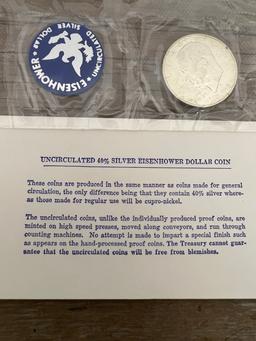 EISENHOWER DOLLAR
UNCIRCULATED SILVER
UNCIRCULATED 40% SILVER EISENHOWER DOLLAR COIN
These coins are produced in the same manner as coins made for general
circulation, the only difference being that they contain 40% silver where-
as those made for regular use will be cupro-nickel.
The uncirculated coins, unlike the individually produced proof coins, are
minted on high speed presses, moved along conveyors, and run through
counting machines. No attempt is made to impart a special finish such
as appears on the hand-processed proof coins. The Treasury cannot guar-
antee that the uncirculated coins will be free from blemishes.